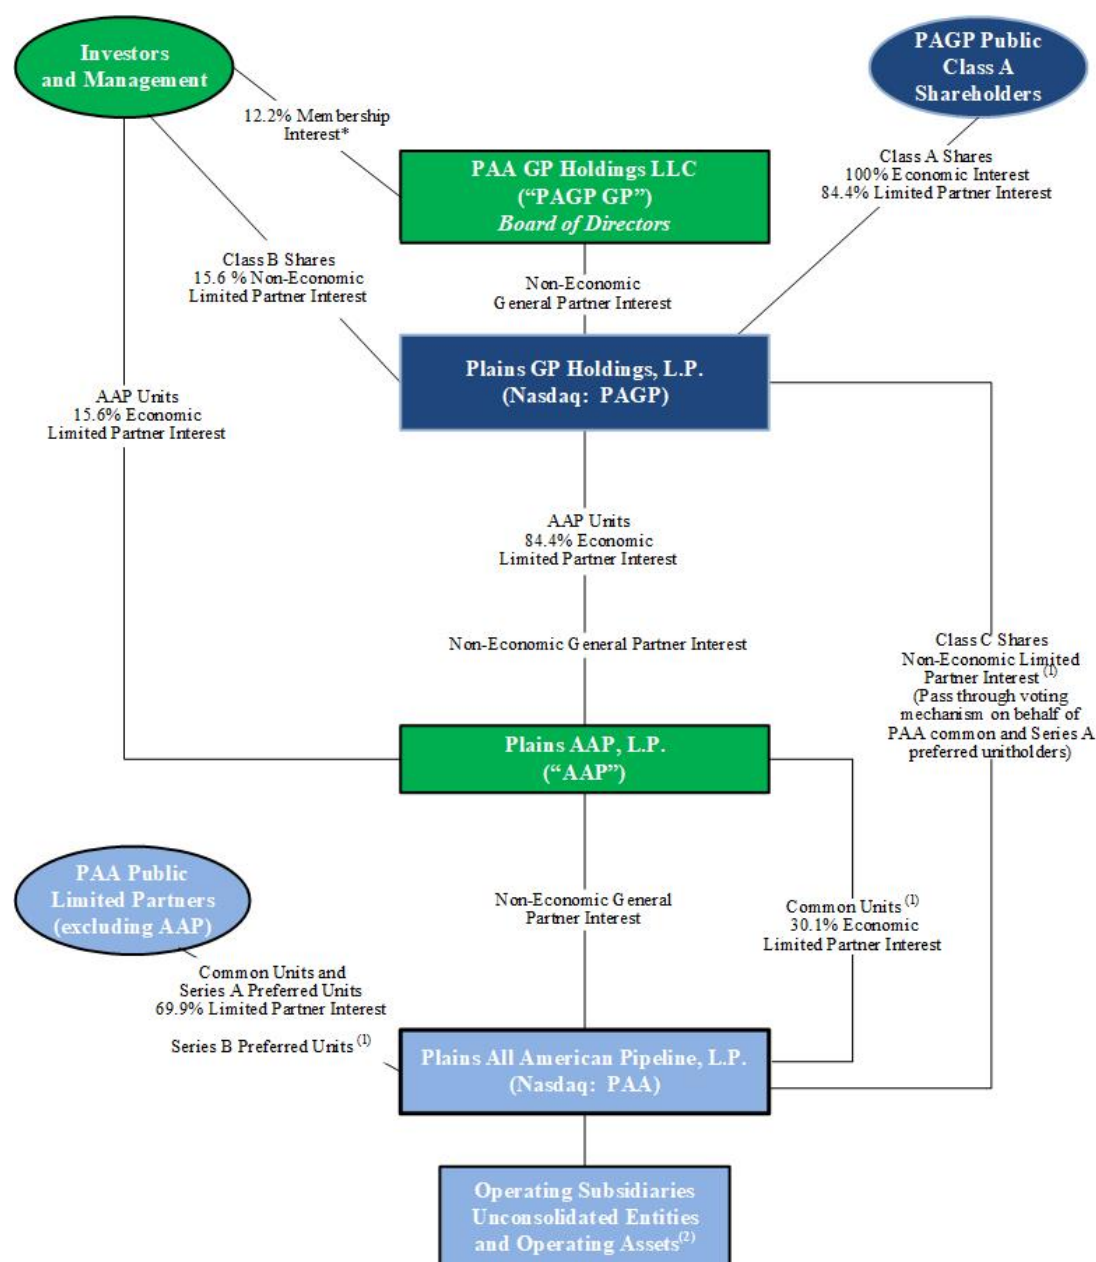 Investors
and Management
PAGP Public
Class A
Shareholders
12.2% Membership
Interest*
PAA GP Holdings LLC
(“PAGP GP”)
Board of Directors
Class A Shares
100% Economic Interest
84.4% Limited Partner Interest
Class B Shares
15.6 % Non-Economic
Limited Partner Interest
Non-Economic
General Partner Interest
Plains GP Holdings, L.P.
(Nasdaq: PAGP)
AAP Units
15.6% Economic
Limited Partner Interest
AAP Units
84.4% Economic
Limited Partner Interest
Non-Economic General Partner Interest
Class C Shares
Non-Economic Limited
Partner Interest (1)
(Pass through voting
mechanism on behalf of
PAA common and Series A
preferred unitholders)
Plains AAP, L.P.
(“AAP”)
PAA Public
Limited Partners
(excluding AAP)
Non-Economic General
Partner Interest
Common Units (1)
30.1% Economic
Limited Partner Interest
Common Units and
Series A Preferred Units
69.9% Limited Partner Interest
Series B Preferred Units (1)
Plains All American Pipeline, L.P.
(Nasdaq: PAA)
Operating Subsidiaries
Unconsolidated Entities
and Operating Assets(2)